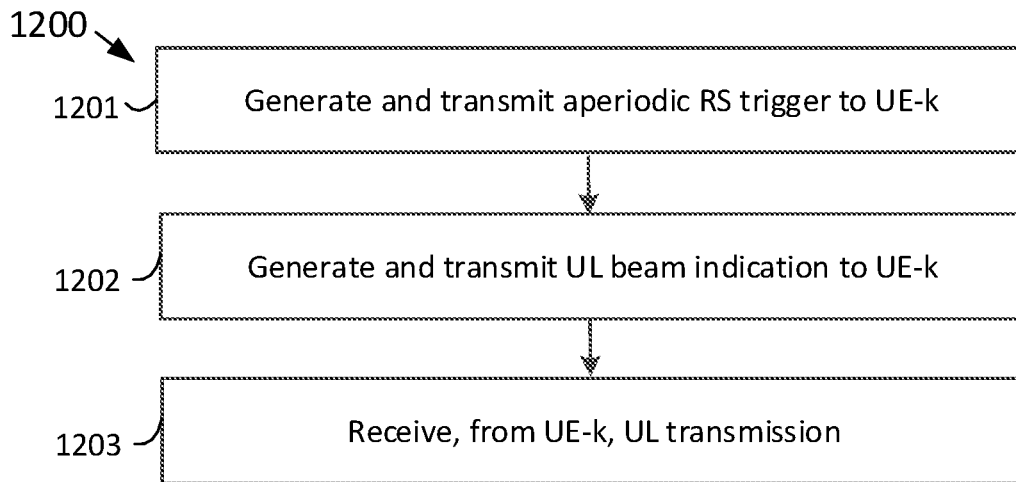 1200
1201
Generate and transmit aperiodic RS trigger to UE-k
1202
Generate and transmit UL beam indication to UE-k
1203
Receive, from UE-k, UL transmission